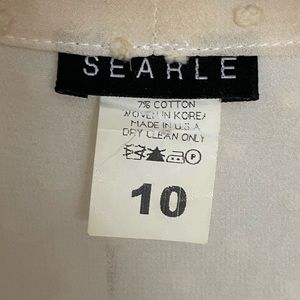 SEARLE
7% COTTON
WOVEN IN KOREA
MADE IN U.S.A
DRY CLEAN ONLY
P
10